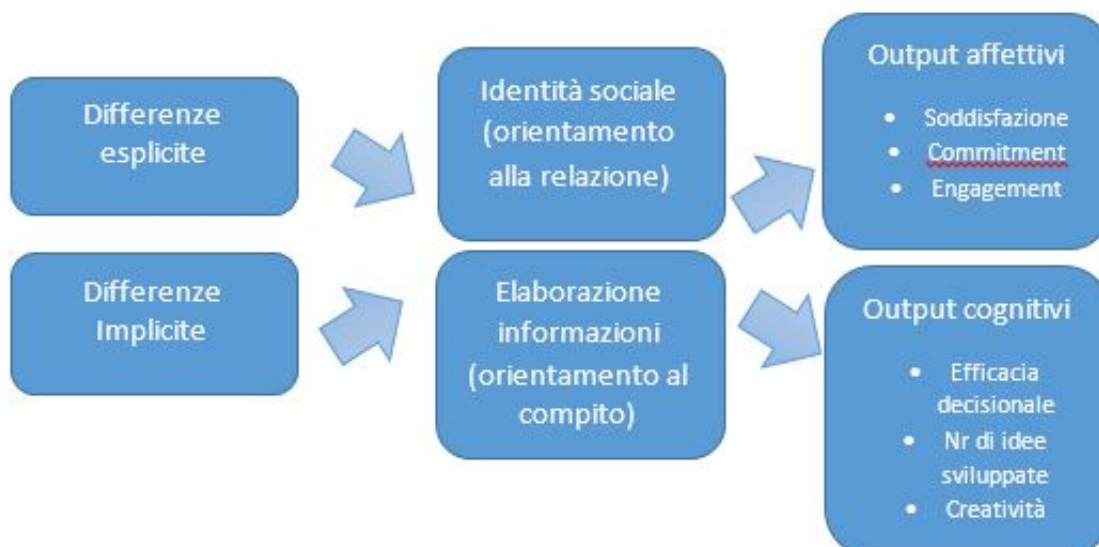 Differenze
esplicite
Identità sociale
(orientamento
alla relazione)
Output affettivi
• Soddisfazione
• Commitment
• Engagement
Differenze
Implicite
Elaborazione
informazioni
(orientamento al
compito)
Output cognitivi
• Efficacia
decisionale
• Nr di idee
sviluppate
• Creatività